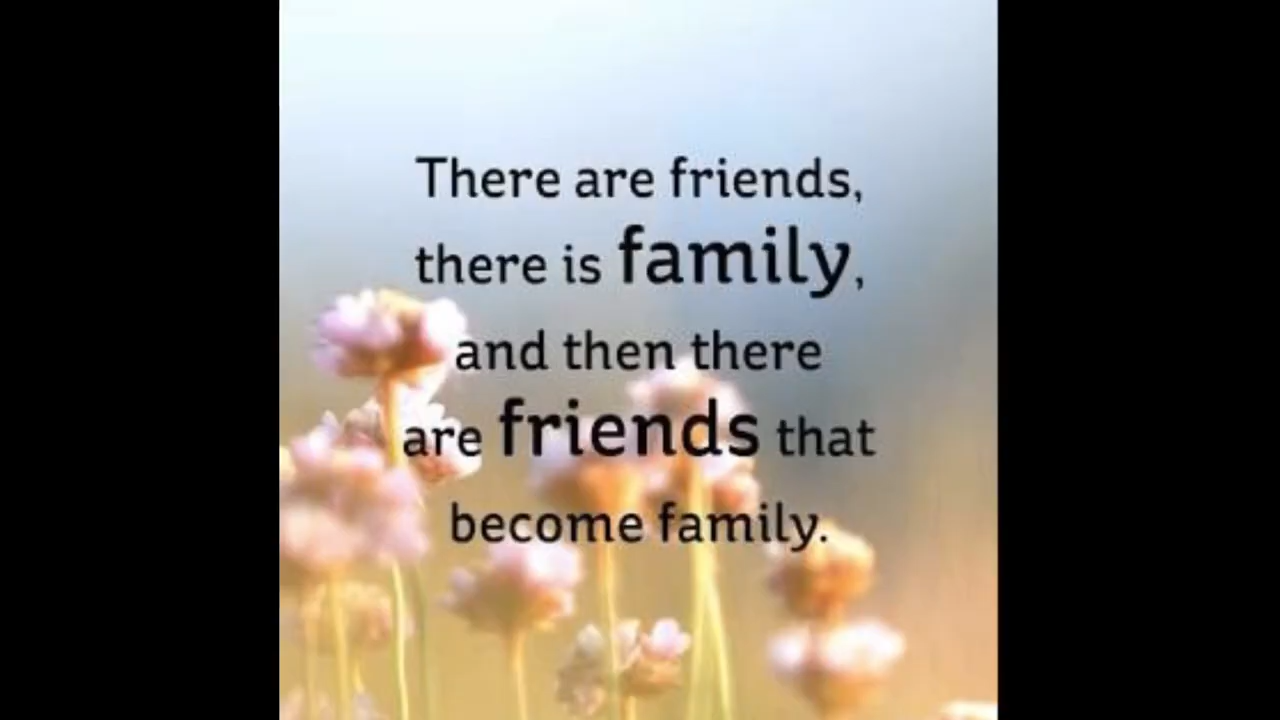 There are friends,
there is family,
and then there
are friends that
become family.